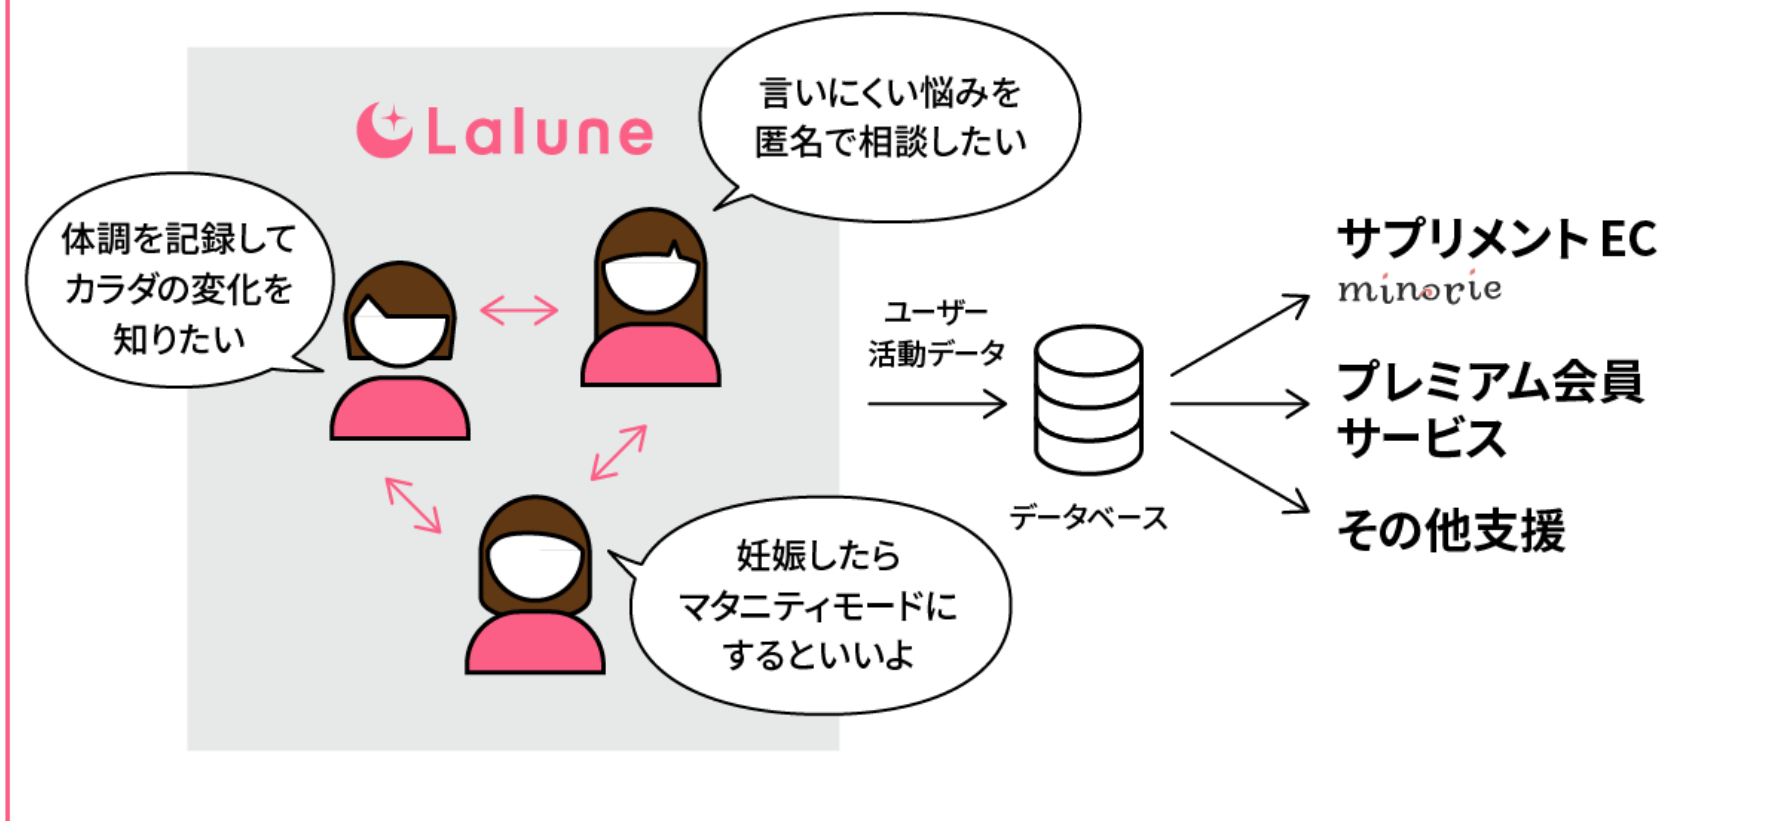 Lalune
言いにくい悩みを
匿名で相談したい
体調を記録して
カラダの変化を
知りたい
妊娠したら
マタニティモードに
するといいよ
ユーザー
活動データ
データベース
サプリメントEC
minorie
プレミアム会員
サービス
その他支援